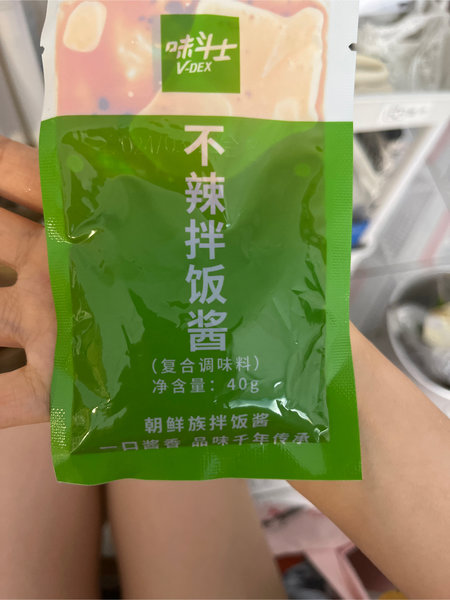 味斗士
V-DEX
不辣拌饭酱
(复合调味料)
净含量：40g
朝鲜族拌饭酱
一口酱香 品味千年传承